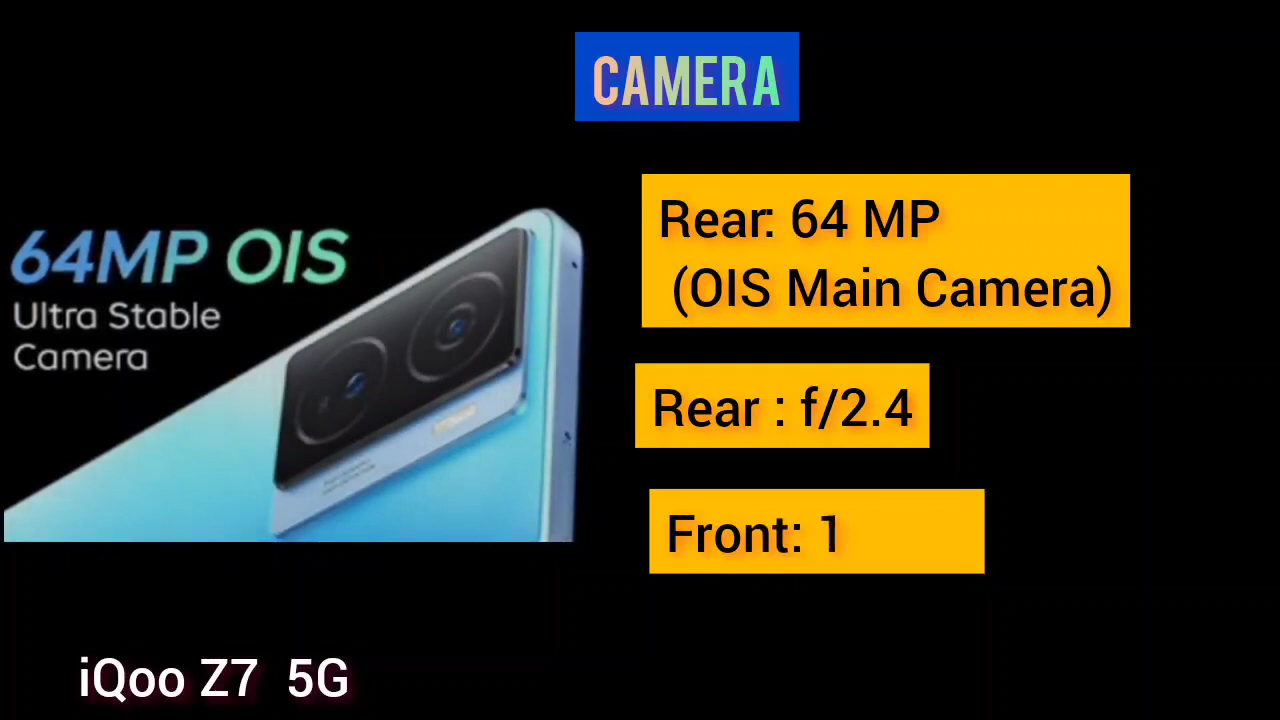 CAMERA
64MP OIS
Ultra Stable
Camera
Rear: 64 MP
(OIS Main Camera)
Rear : f/2.4
Front: 1
iQoo Z7 5G